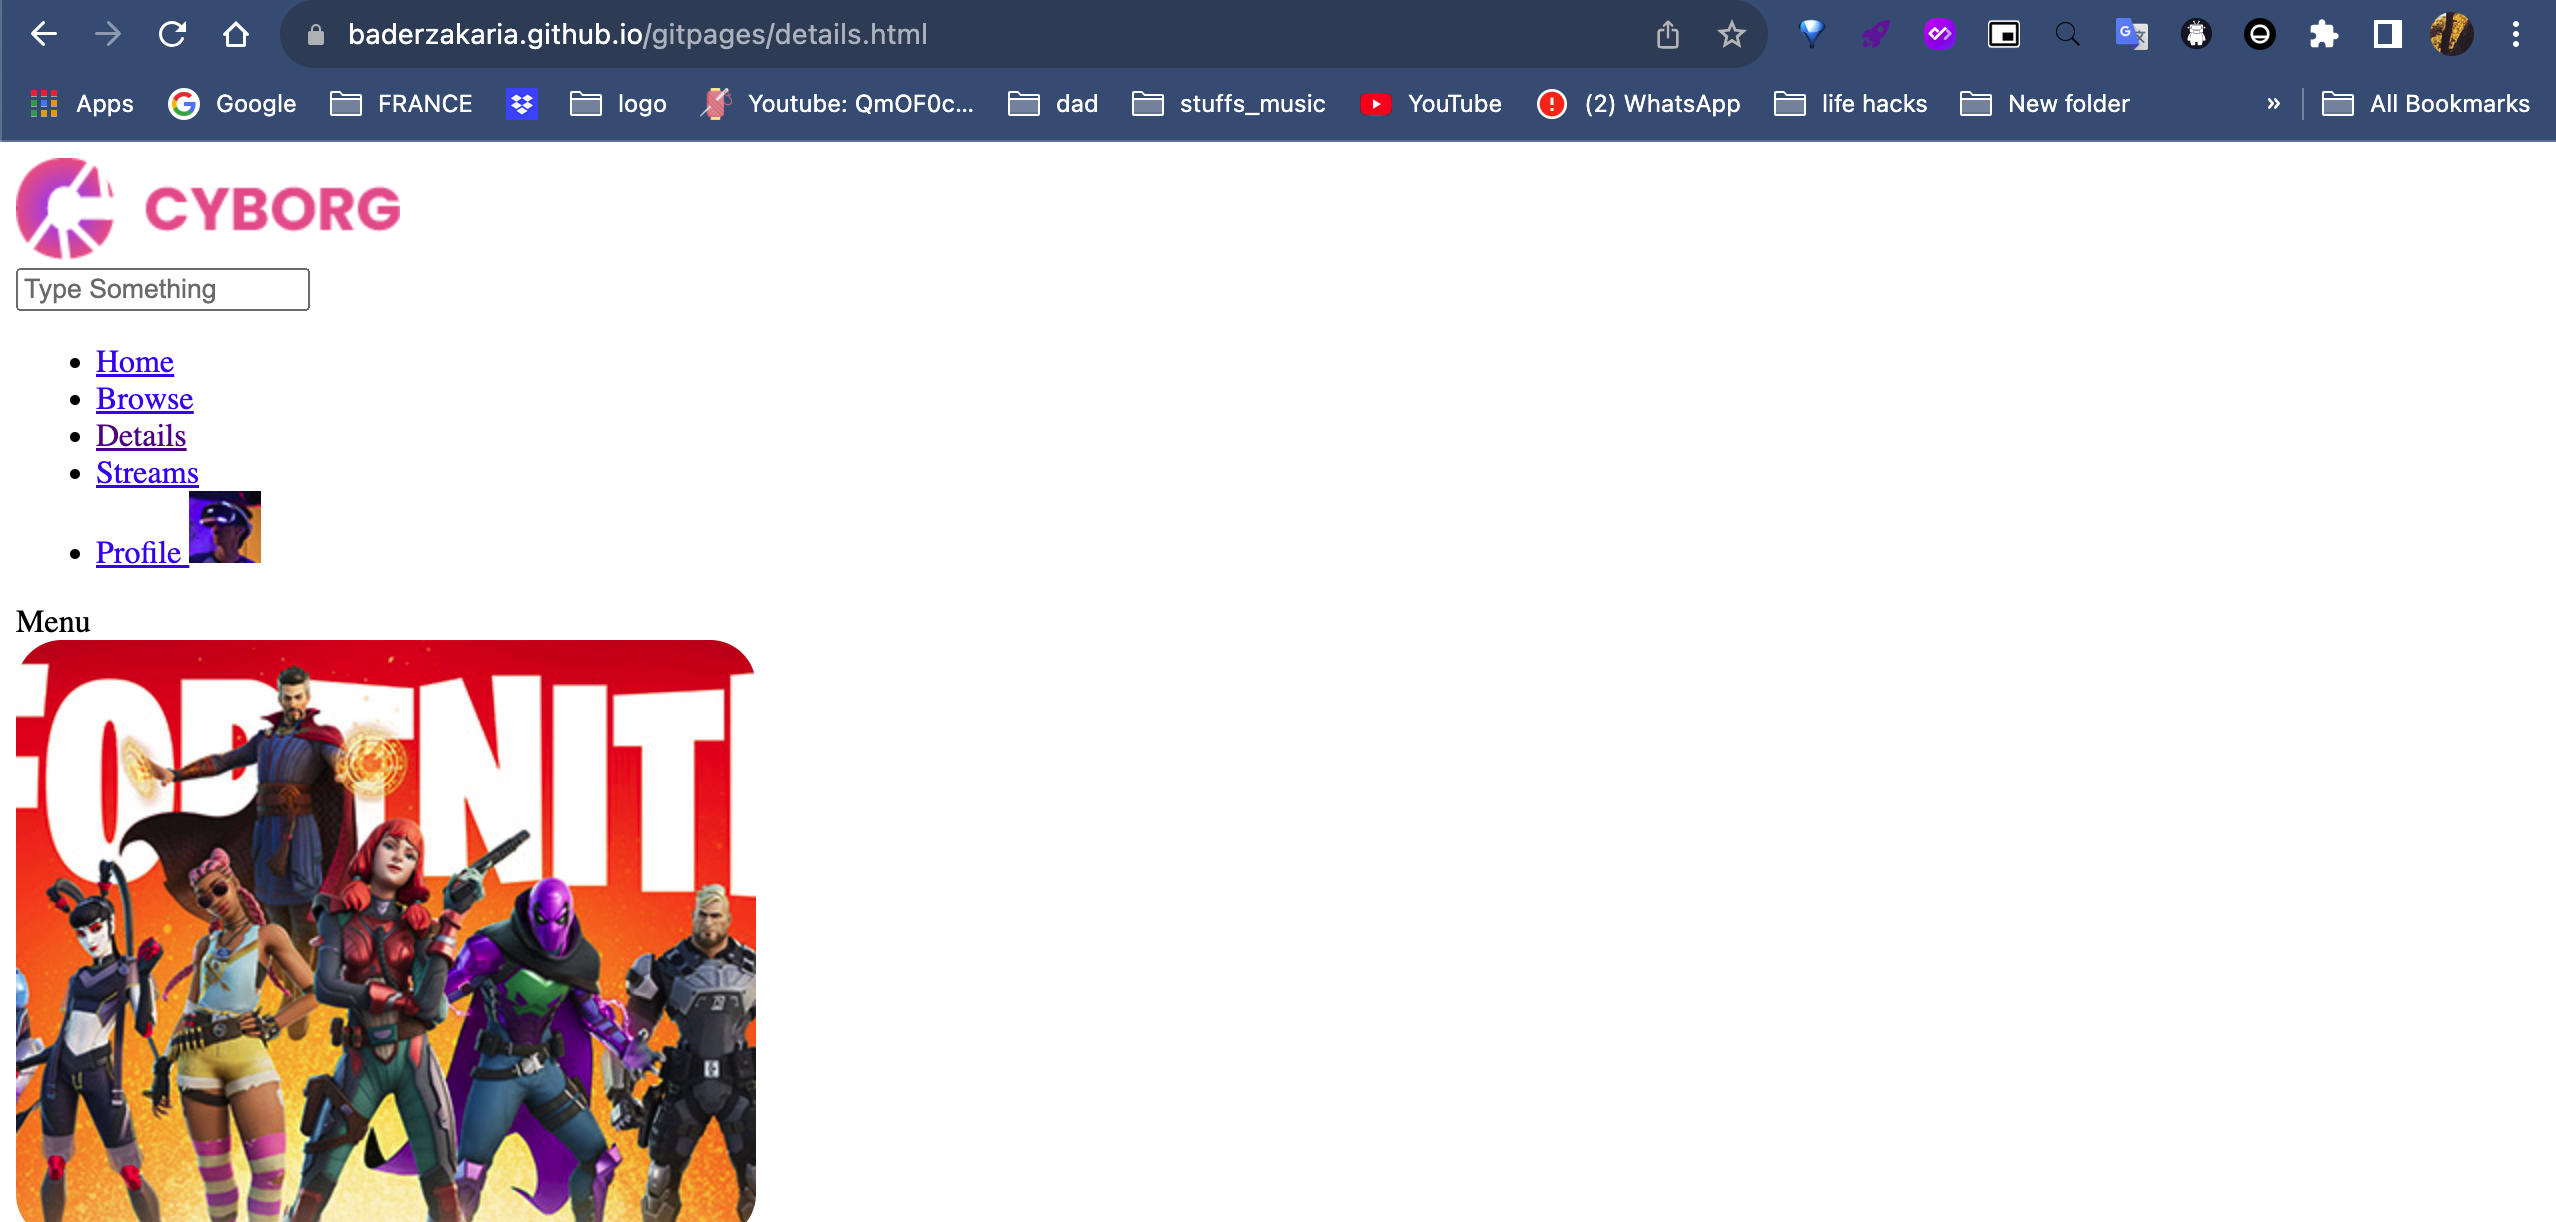 baderzakaria.github.io/gitpages/details.html
Apps Google FRANCE logo Youtube: QmOF0c... dad stuffs_music YouTube (2) WhatsApp life hacks New folder » All Bookmarks
CYBORG
Type Something
Home
Browse
Details
Streams
Profile
Menu
FORTNIT